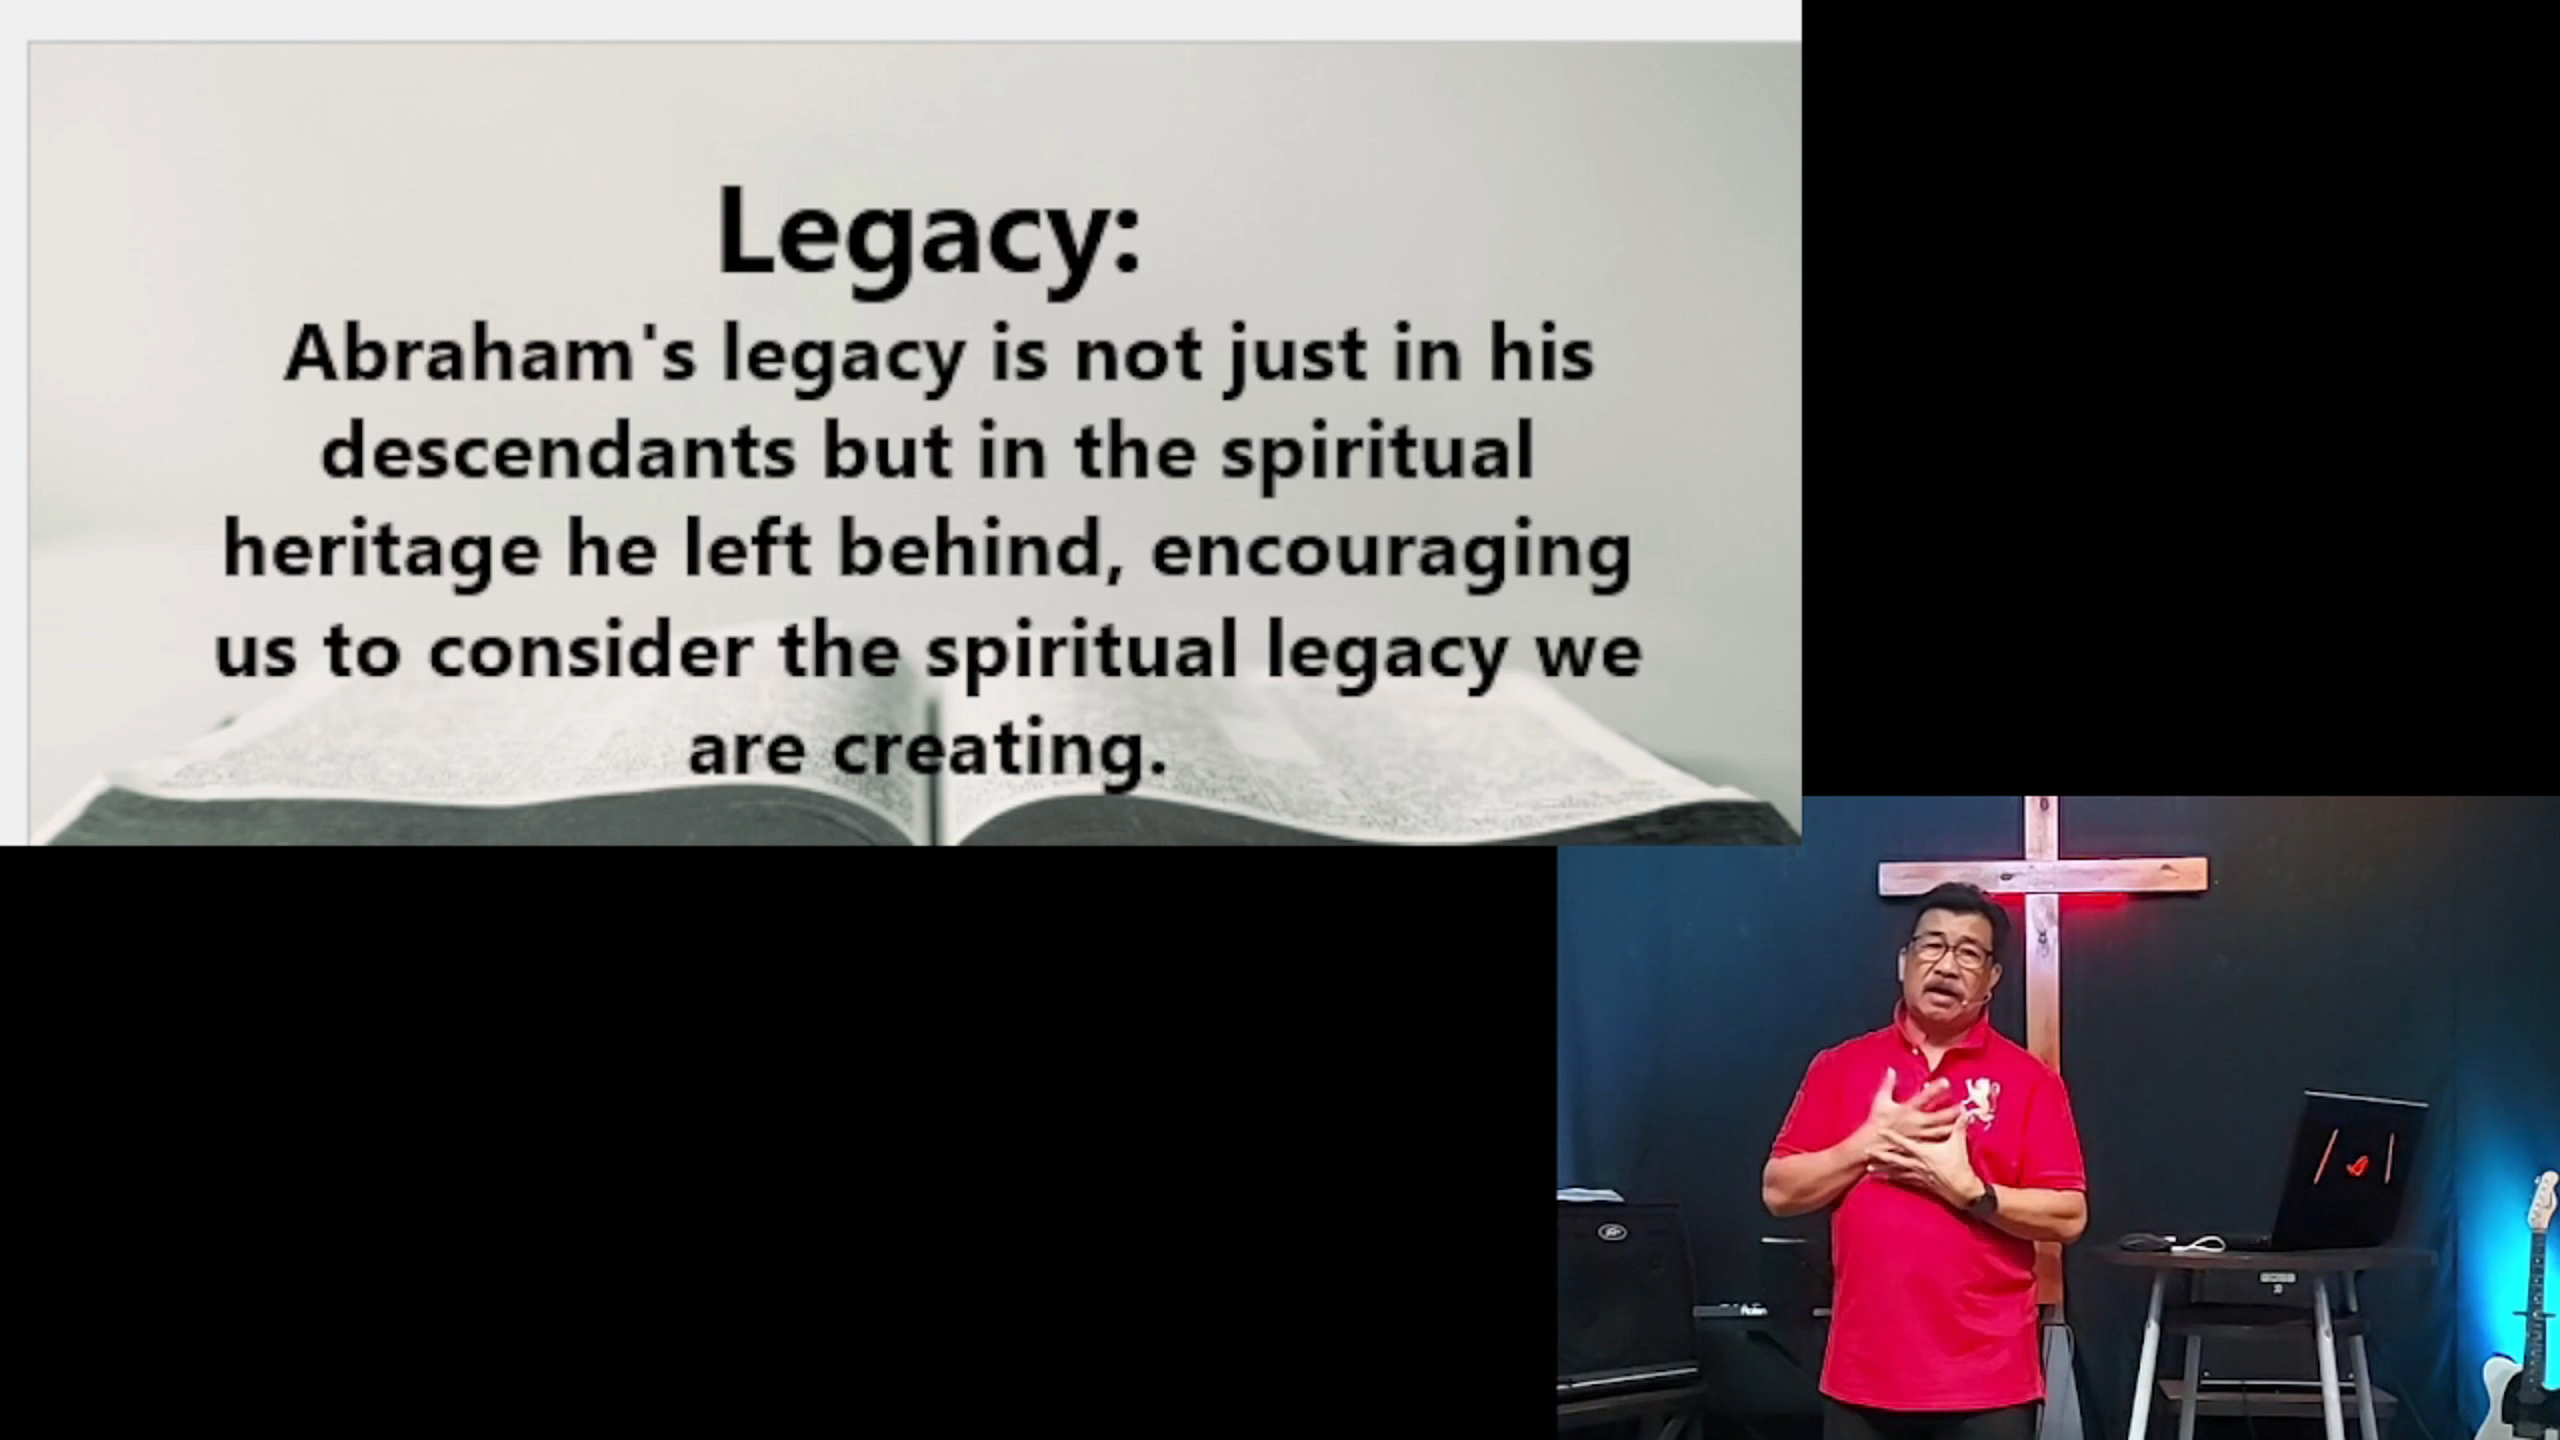 Legacy:
Abraham's legacy is not just in his
descendants but in the spiritual
heritage he left behind, encouraging
us to consider the spiritual legacy we
are creating.